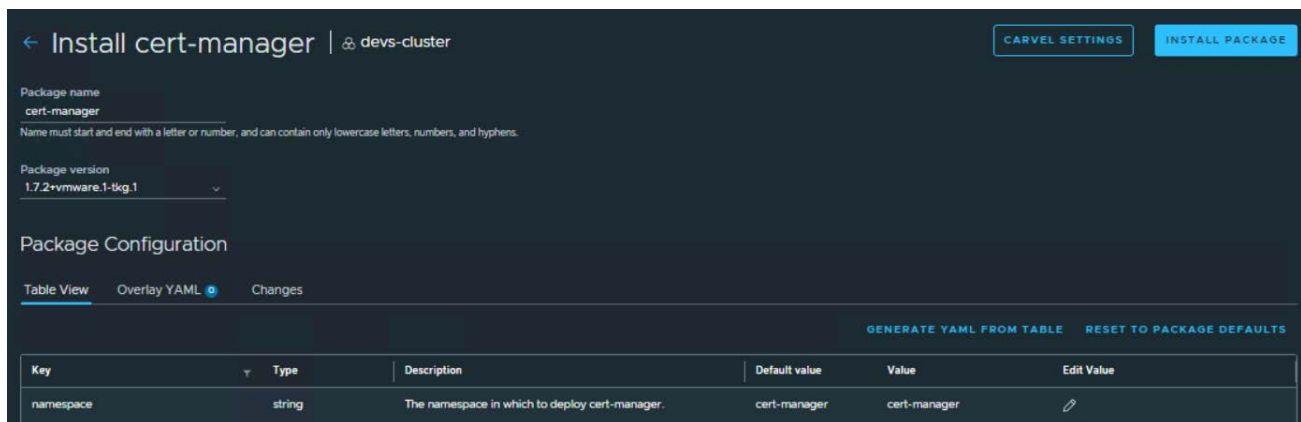 Install cert-manager | devs-cluster
CARVEL SETTINGS
INSTALL PACKAGE
Package name
cert-manager
Name must start and end with a letter or number, and can contain only lowercase letters, numbers, and hyphens.
Package version
1.7.2+vmware.1-tkg.1
Package Configuration
Table View Overlay YAML 0 Changes
GENERATE YAML FROM TABLE RESET TO PACKAGE DEFAULTS
Key Type Description Default value Value Edit Value
namespace string The namespace in which to deploy cert-manager. cert-manager cert-manager